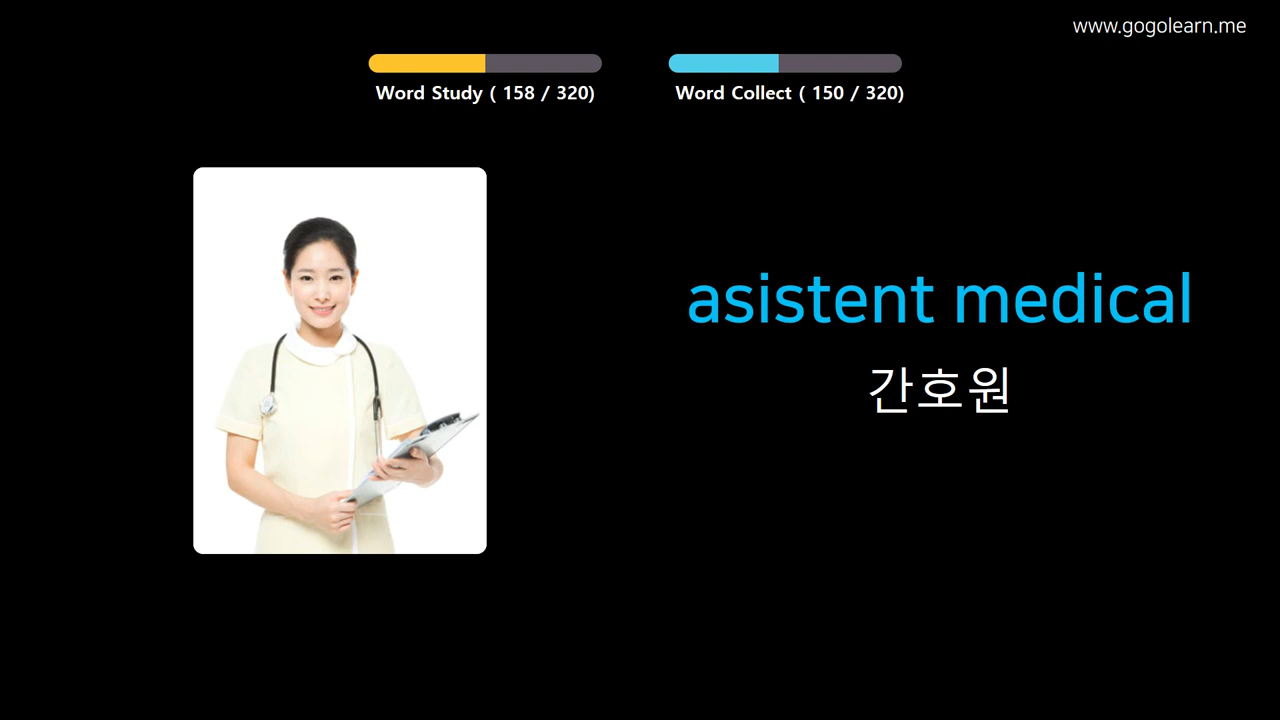 www.gogolearn.me
Word Study ( 158 / 320)
Word Collect ( 150 / 320)
asistent medical
간호원